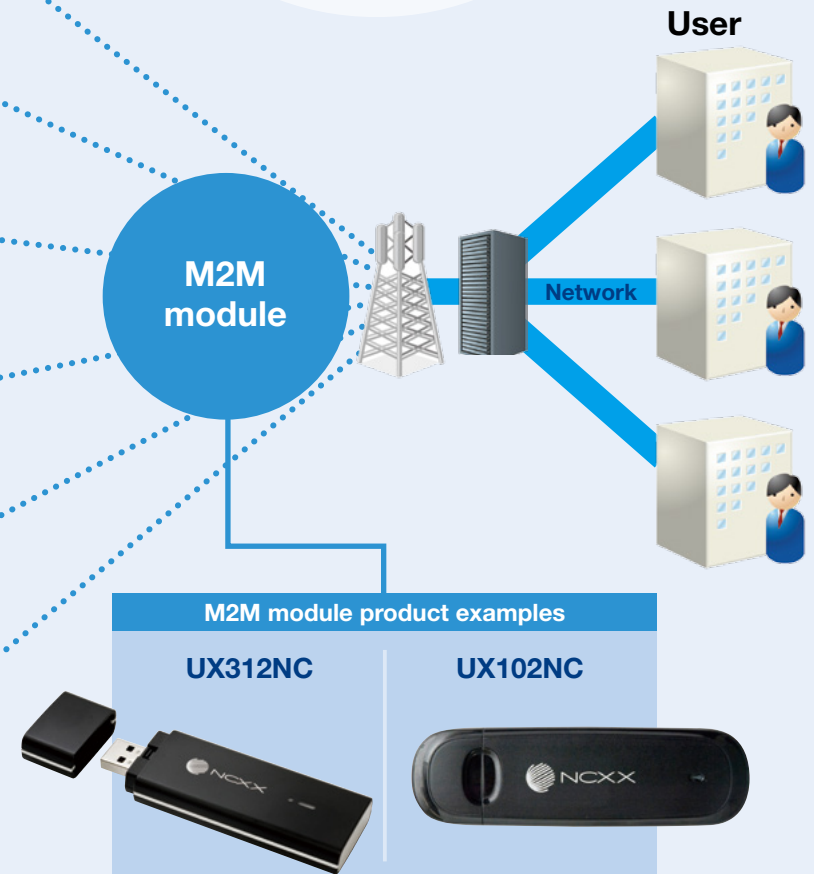 User
M2M
module
Network
M2M module product examples
UX312NC
UX102NC
NCXX
NCXX